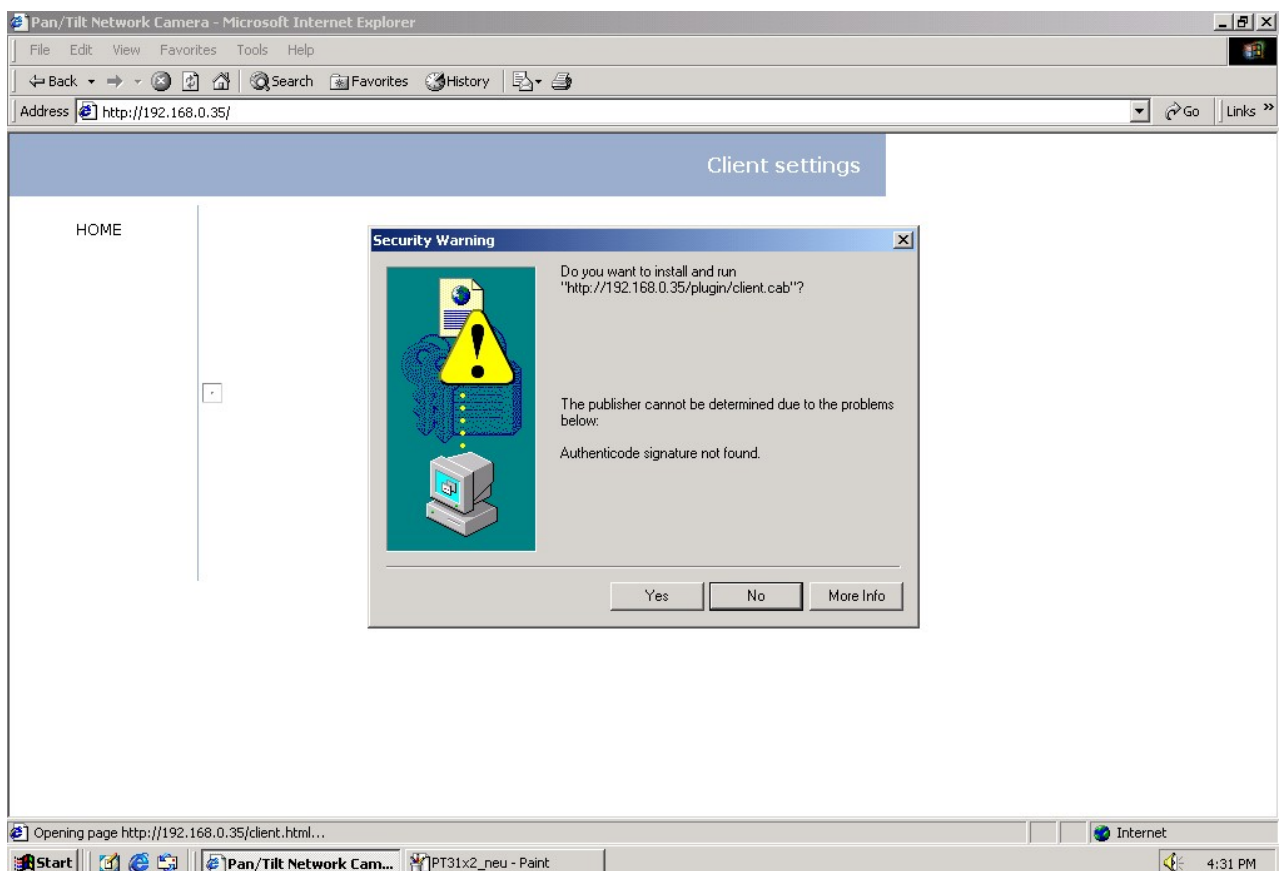 Pan/Tilt Network Camera - Microsoft Internet Explorer
File Edit View Favorites Tools Help
Back Search Favorites History
Address http://192.168.0.35/ Go Links »
Client settings
HOME
Security Warning
Do you want to install and run
"http://192.168.0.35/plugin/client.cab"?
The publisher cannot be determined due to the problems
below:
Authenticode signature not found.
Yes No More Info
Opening page http://192.168.0.35/client.html... Internet
Start Pan/Tilt Network Cam... PT31x2_neu - Paint 4:31 PM